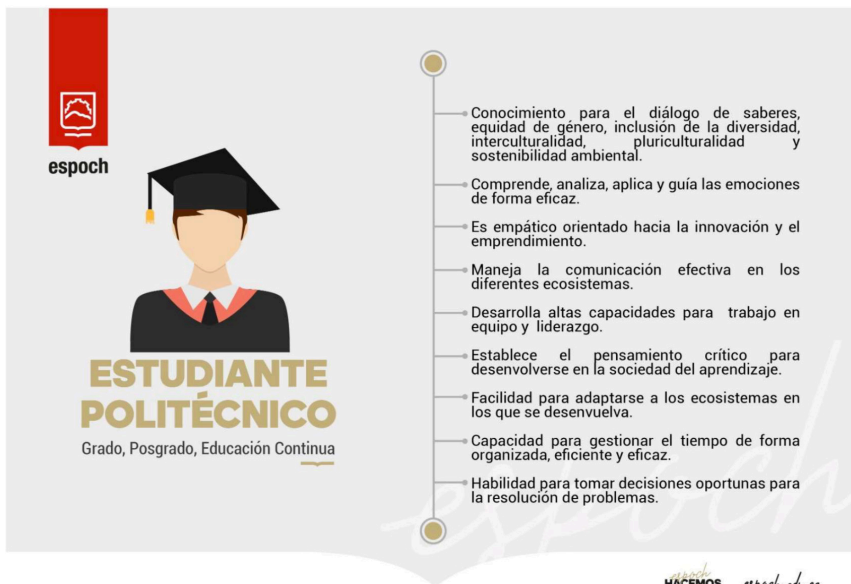 espoch
ESTUDIANTE
POLITÉCNICO
Grado, Posgrado, Educación Continua
Conocimiento para el diálogo de saberes,
equidad de género, inclusión de la diversidad,
interculturalidad, pluriculturalidad y
sostenibilidad ambiental.
Comprende, analiza, aplica y guía las emociones
de forma eficaz.
Es empático orientado hacia la innovación y el
emprendimiento.
Maneja la comunicación efectiva en los
diferentes ecosistemas.
Desarrolla altas capacidades para trabajo en
equipo y liderazgo.
Establece el pensamiento crítico para
desenvolverse en la sociedad del aprendizaje.
Facilidad para adaptarse a los ecosistemas en
los que se desenvuelva.
Capacidad para gestionar el tiempo de forma
organizada, eficiente y eficaz.
Habilidad para tomar decisiones oportunas para
la resolución de problemas.
espoch
espoch
HACEMOS